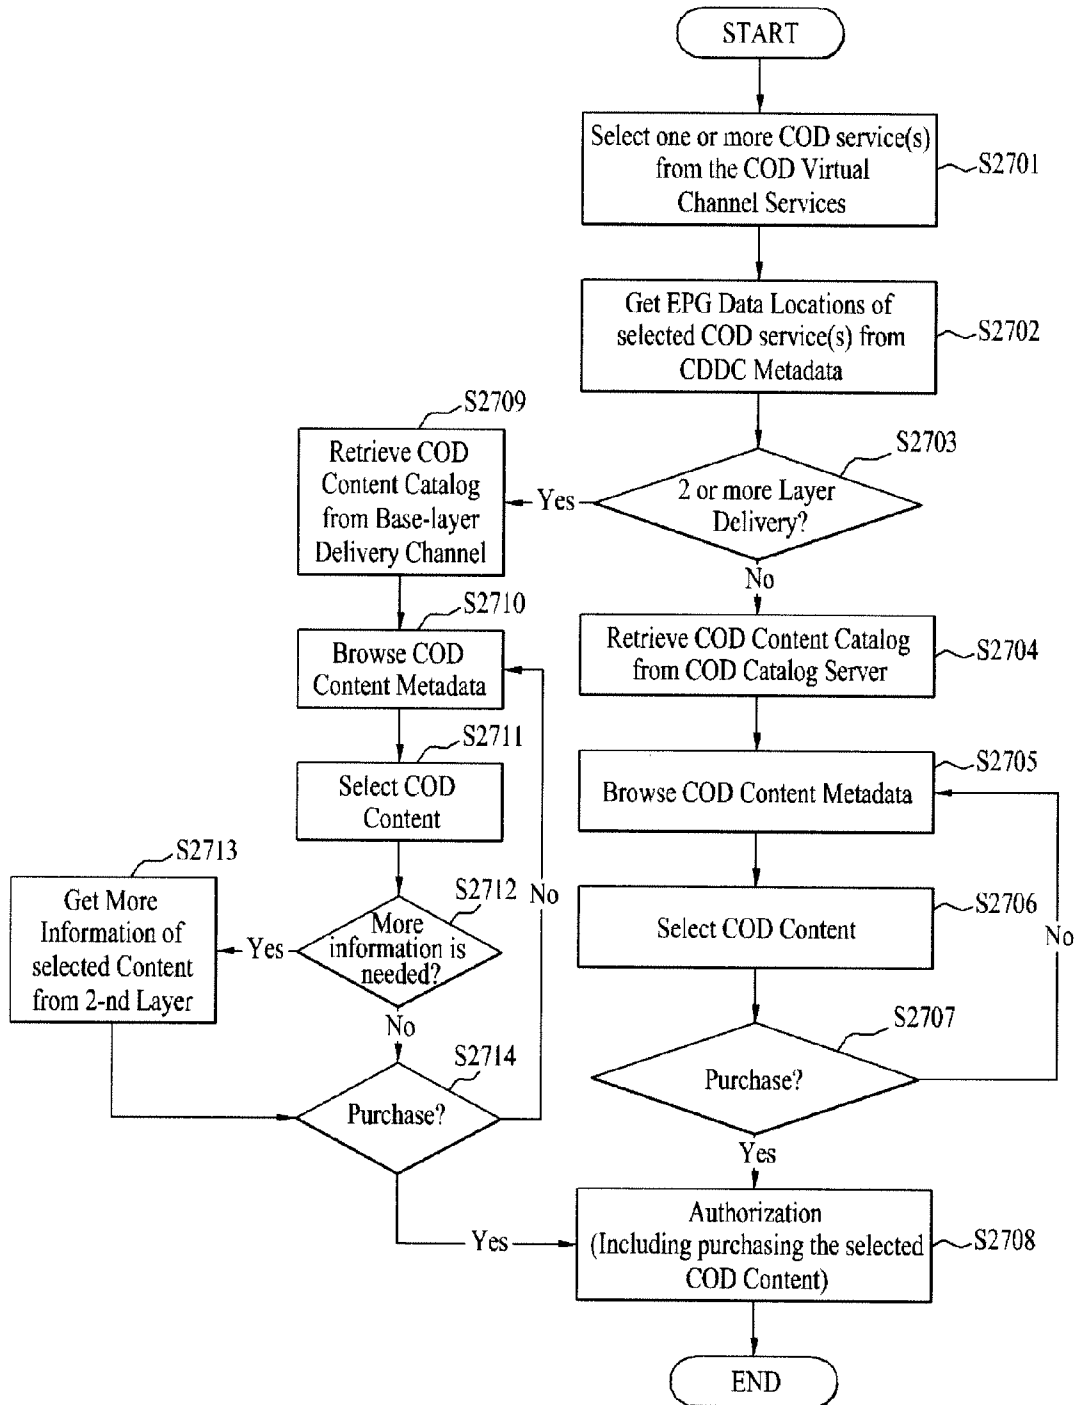 START
Select one or more COD service(s)
from the COD Virtual
Channel Services
S2701
Get EPG Data Locations of
selected COD service(s) from
CDDC Metadata
S2702
S2703
2 or more Layer
Delivery?
Yes
No
S2709
Retrieve COD
Content Catalog
from Base-layer
Delivery Channel
S2710
Browse COD
Content Metadata
S2711
Select COD
Content
S2712
More
information is
needed?
Yes
No
S2713
Get More
Information of
selected Content
from 2-nd Layer
S2714
Purchase?
No
Yes
Retrieve COD Content Catalog
from COD Catalog Server
S2704
Browse COD Content Metadata
S2705
Select COD Content
S2706
S2707
Purchase?
No
Yes
Authorization
(Including purchasing the selected
COD Content)
S2708
END